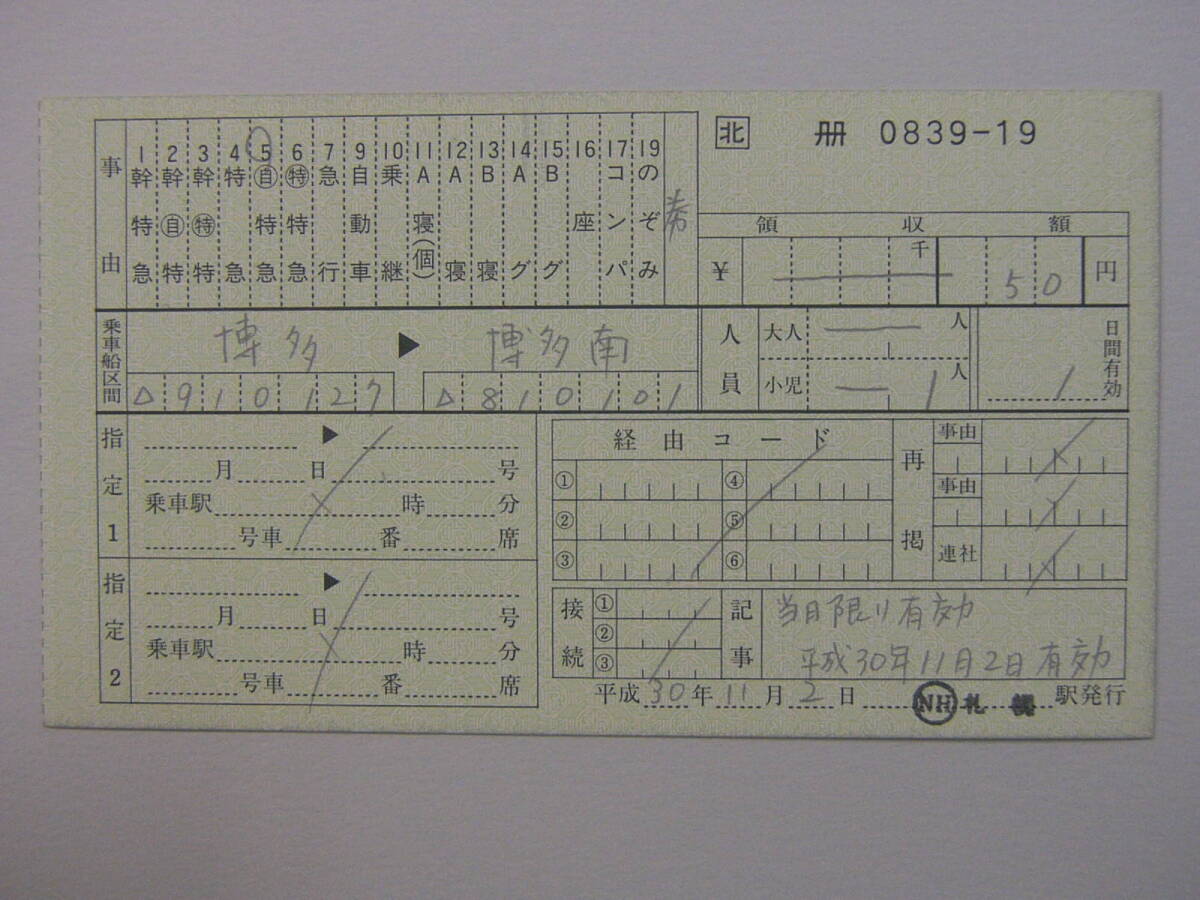 事由
1 幹特急
2 幹㊀特
3 幹㊕特
4 特急
5 ㊀特急
6 ㊕特急
7 急行
9 自動車
10 乗継
11 A寝(個)
12 A寝
13 B寝
14 Aグ
15 Bグ
16 座
17 コンパ
19 のぞみ
券
北 冊 0839-19
領収額
¥ 千 50 円
乗車船区間
博多 ▶ 博多南
△910127 △810101
人員 大人 人
小児 1 人
1 日間有効
指定1
▶
月 日 号
乗車駅 時 分
号車 番 席
指定2
▶
月 日 号
乗車駅 時 分
号車 番 席
経由コード
① ④
② ⑤
③ ⑥
再掲
事由
事由
連社
接続
①
②
③
記事
当日限り有効
平成30年11月2日有効
平成30年11月2日 NH 札幌 駅発行